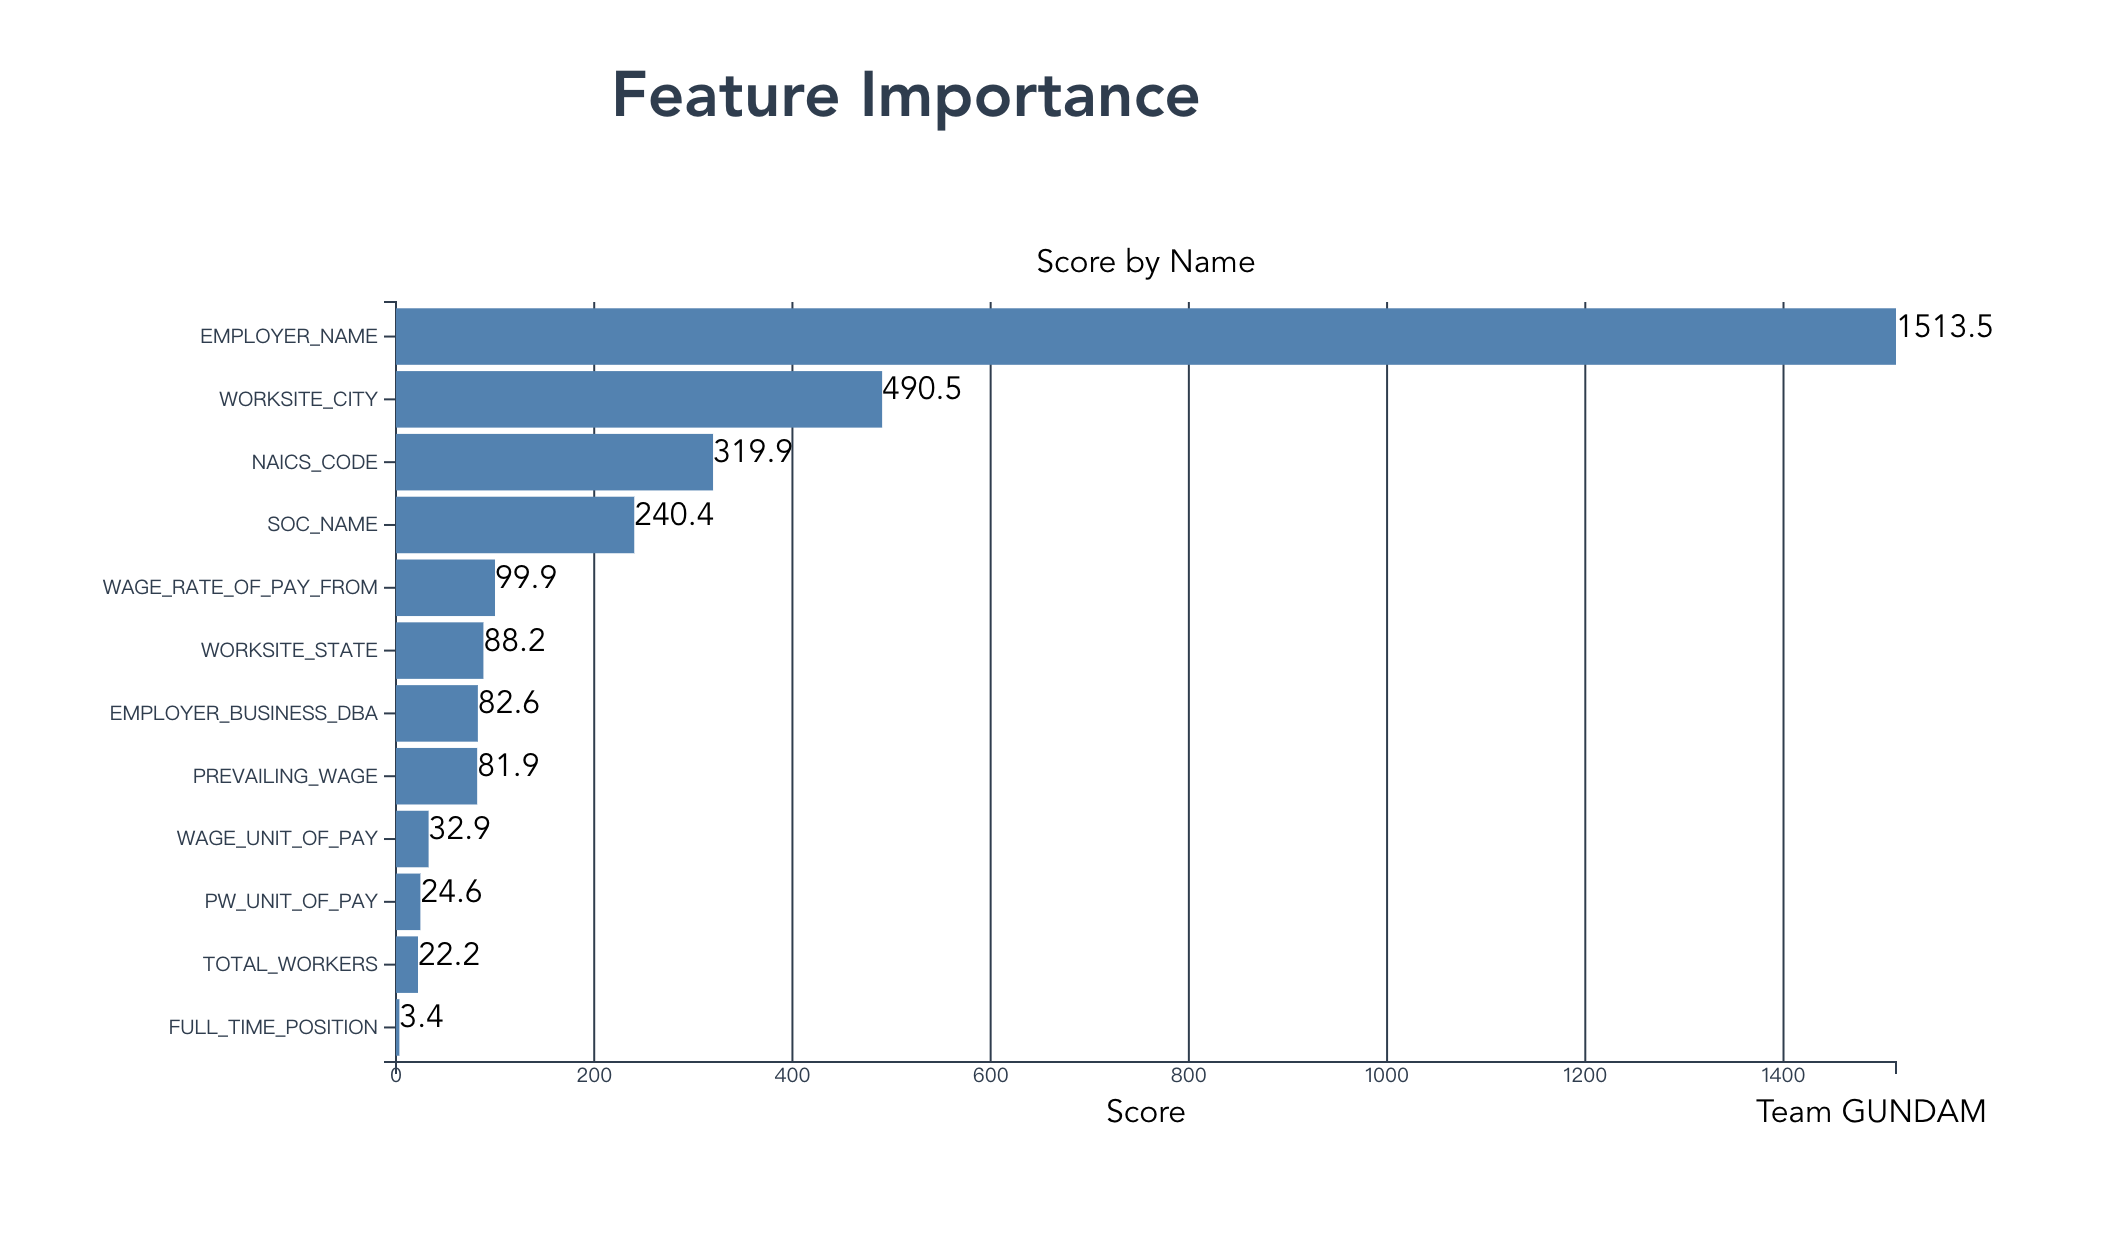 Feature Importance
Score by Name
EMPLOYER_NAME 1513.5
WORKSITE_CITY 490.5
NAICS_CODE 319.9
SOC_NAME 240.4
WAGE_RATE_OF_PAY_FROM 99.9
WORKSITE_STATE 88.2
EMPLOYER_BUSINESS_DBA 82.6
PREVAILING_WAGE 81.9
WAGE_UNIT_OF_PAY 32.9
PW_UNIT_OF_PAY 24.6
TOTAL_WORKERS 22.2
FULL_TIME_POSITION 3.4
0 200 400 600 800 1000 1200 1400
Score Team GUNDAM